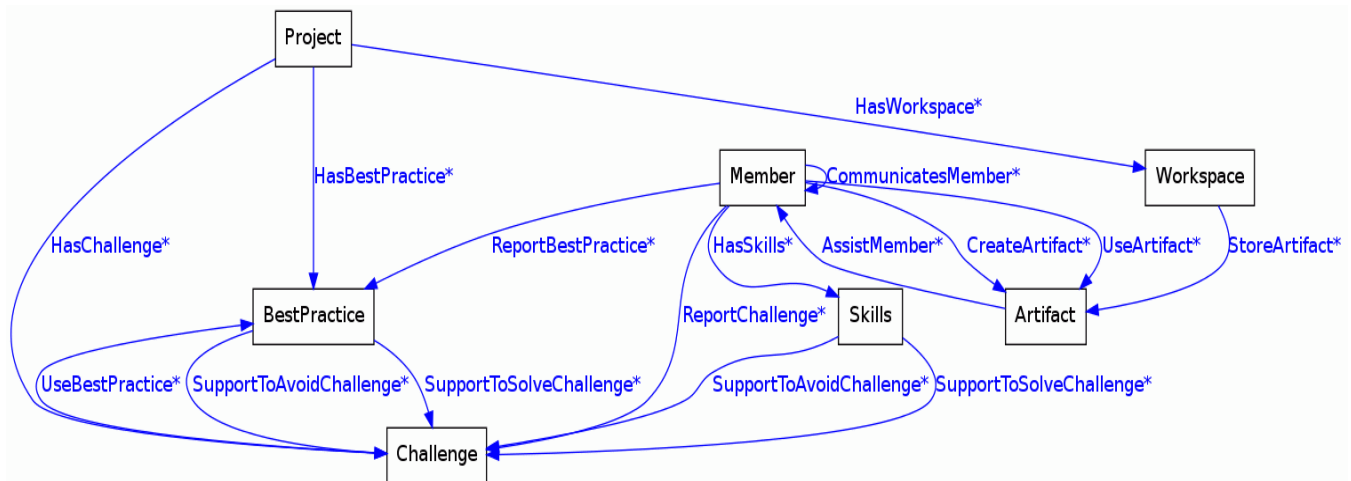 Project
HasWorkspace*
HasBestPractice*
Member
CommunicatesMember*
Workspace
HasChallenge*
ReportBestPractice*
HasSkills*
AssistMember*
CreateArtifact*
UseArtifact*
StoreArtifact*
BestPractice
ReportChallenge*
Skills
Artifact
UseBestPractice*
SupportToAvoidChallenge*
SupportToSolveChallenge*
SupportToAvoidChallenge*
SupportToSolveChallenge*
Challenge